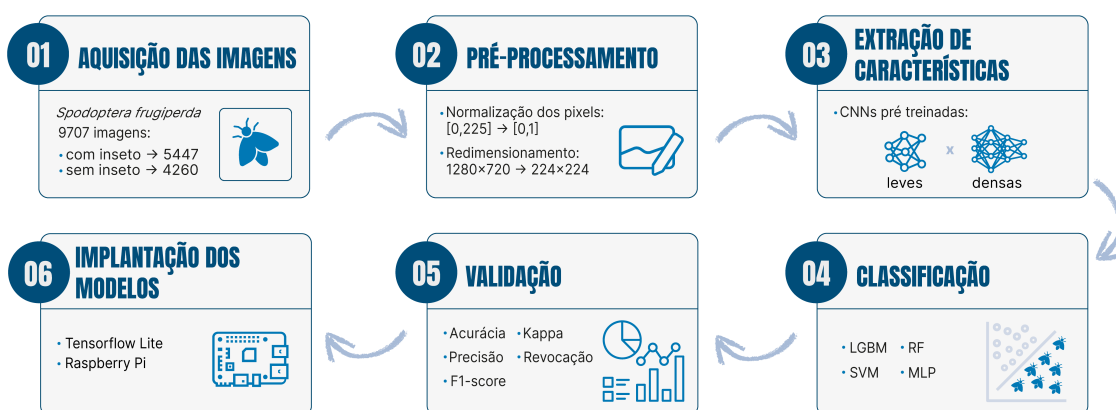 01 AQUISIÇÃO DAS IMAGENS
Spodoptera frugiperda
9707 imagens:
• com inseto → 5447
• sem inseto → 4260
02 PRÉ-PROCESSAMENTO
• Normalização dos pixels:
[0,225] → [0,1]
• Redimensionamento:
1280×720 → 224×224
03 EXTRAÇÃO DE
CARACTERÍSTICAS
• CNNs pré treinadas:
x
leves densas
04 CLASSIFICAÇÃO
• LGBM • RF
• SVM • MLP
05 VALIDAÇÃO
• Acurácia • Kappa
• Precisão • Revocação
• F1-score
06 IMPLANTAÇÃO DOS
MODELOS
• Tensorflow Lite
• Raspberry Pi